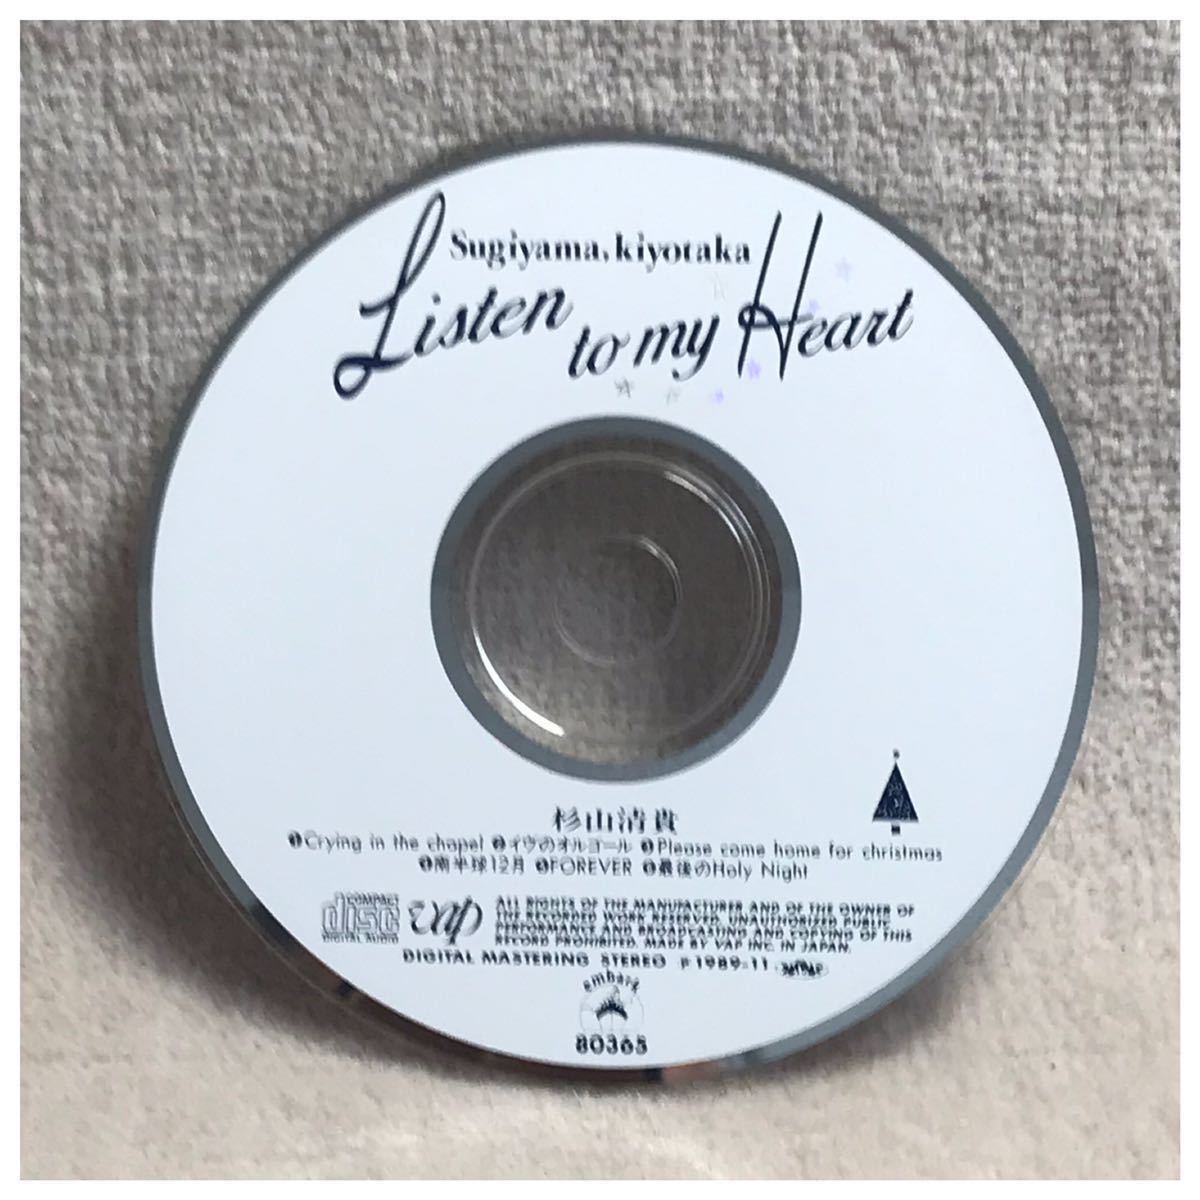 Sugiyama, kiyotaka
Listen to my Heart
杉山清貴
❶Crying in the chapel ❷イヴのオルゴール ❸Please come home for christmas
❹南半球12月 ❺FOREVER ❻最後のHoly Night
COMPACT disc DIGITAL AUDIO
vap
ALL RIGHTS OF THE MANUFACTURER AND OF THE OWNER OF
THE RECORDED WORK RESERVED. UNAUTHORIZED PUBLIC
PERFORMANCE AND BROADCASTING AND COPYING OF THIS
RECORD PROHIBITED. MADE BY VAP INC. IN JAPAN.
DIGITAL MASTERING STEREO P 1989·11
embark
80365